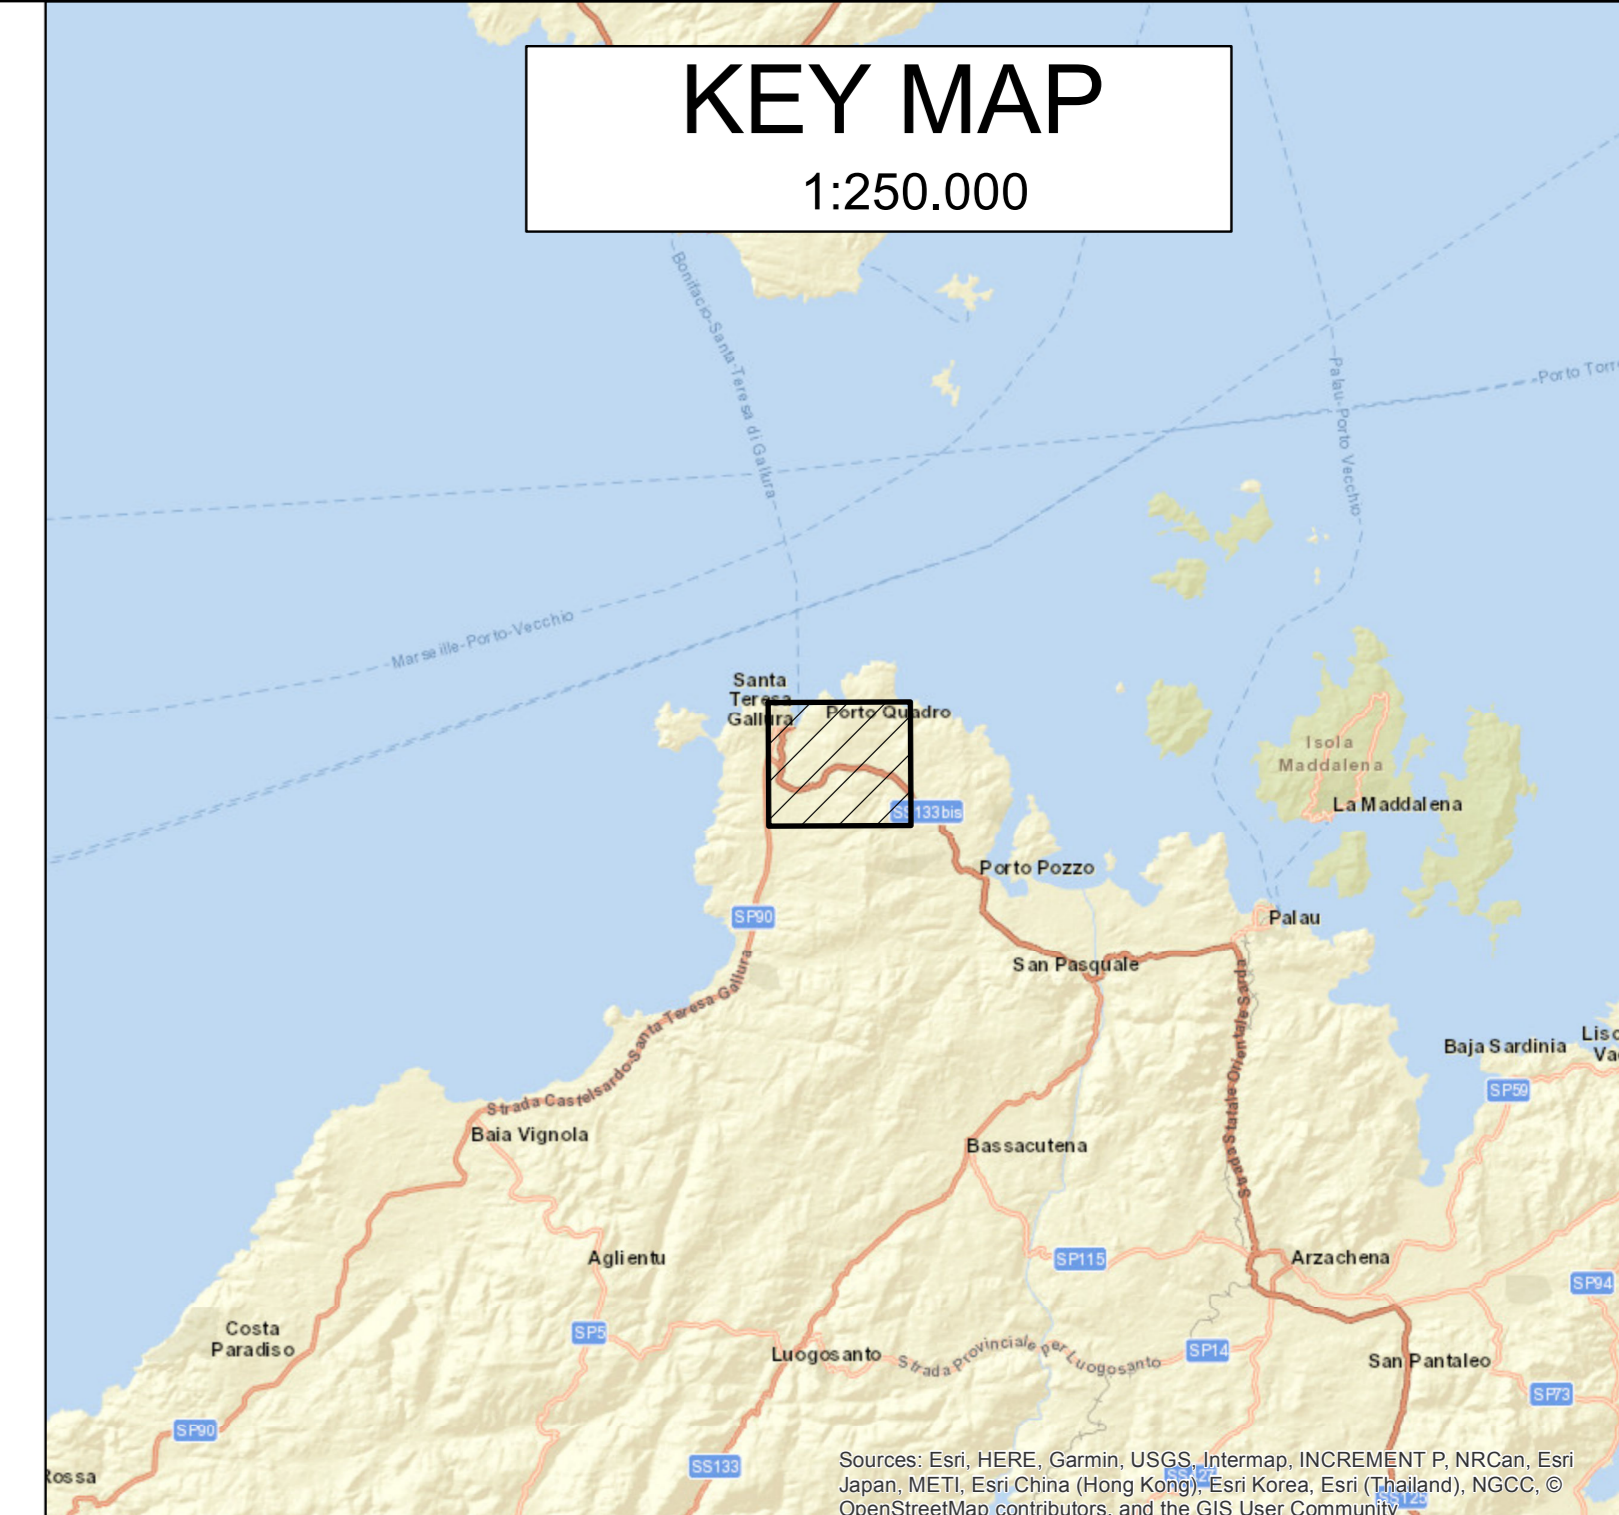 KEY MAP
1:250.000
Bonifacio-Santa-Teresa di Gallura
Palau-Porto Vecchio
Porto Torr
Marseille-Porto-Vecchio
Santa
Teresa
Gallura
Porto Quadro
Isola
Maddalena
La Maddalena
SS133bis
Porto Pozzo
SP90
Palau
San Pasquale
Strada Statale Orientale Sarda
Strada Castelsardo-Santa Teresa Gallura
Baja Sardinia
Lisc
Va
SP59
Baia Vignola
Bassacutena
Aglientu
SP115
Arzachena
SP94
Costa
Paradiso
SP5
Luogosanto
Strada Provinciale per Luogosanto
SP14
San Pantaleo
SP73
SP90
SS133
Rossa
SS127
SS125
Sources: Esri, HERE, Garmin, USGS, Intermap, INCREMENT P, NRCan, Esri
Japan, METI, Esri China (Hong Kong), Esri Korea, Esri (Thailand), NGCC, ©
OpenStreetMap contributors, and the GIS User Community